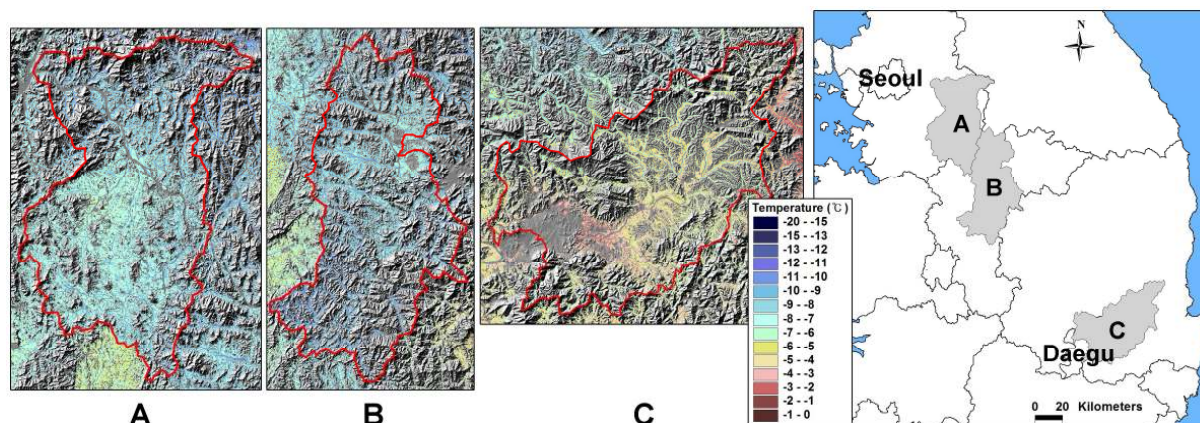 A
B
C
Temperature (℃)
-20 - -15
-15 - -13
-13 - -12
-12 - -11
-11 - -10
-10 - -9
-9 - -8
-8 - -7
-7 - -6
-6 - -5
-5 - -4
-4 - -3
-3 - -2
-2 - -1
-1 - 0
N
Seoul
A
B
C
Daegu
0 20 Kilometers